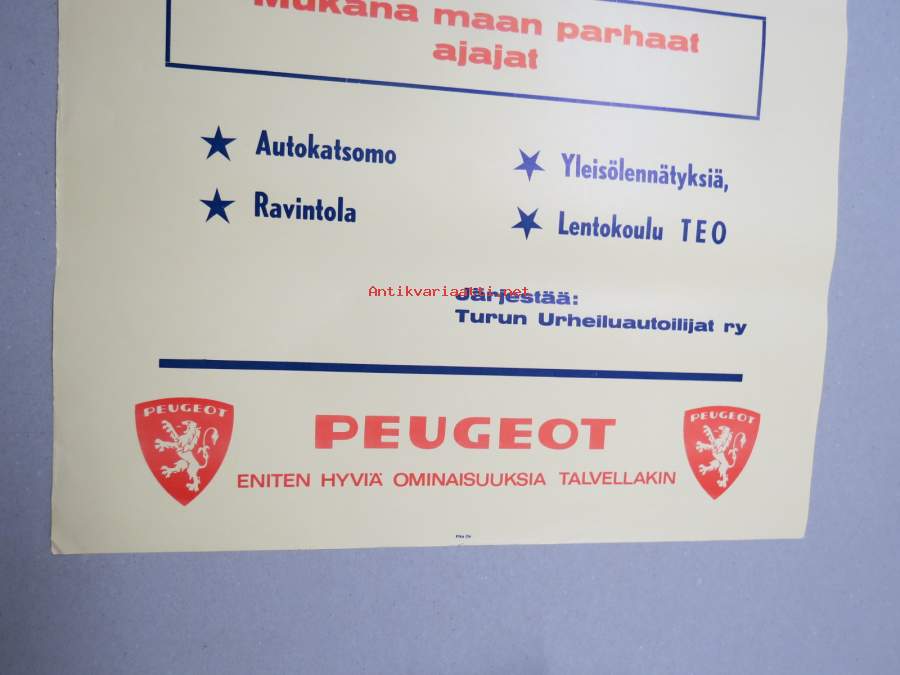 Mukana maan parhaat
ajajat
★ Autokatsomo
★ Ravintola
★ Yleisölennätyksiä,
★ Lentokoulu TEO
Antikvariaatti.net
Järjestää:
Turun Urheiluautoilijat ry
PEUGEOT
PEUGEOT
PEUGEOT
ENITEN HYVIÄ OMINAISUUKSIA TALVELLAKIN